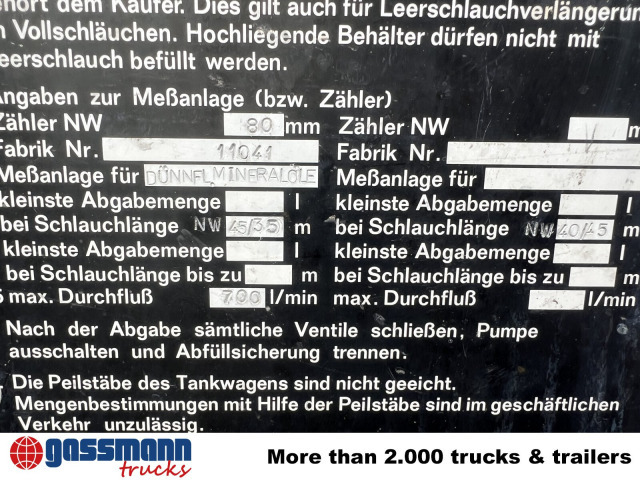 dem Käufer. Dies gilt auch für Leerschlauchverlängerun
Vollschläuchen. Hochliegende Behälter dürfen nicht mit
eerschlauch befüllt werden.
Angaben zur Meßanlage (bzw. Zähler)
Zähler NW 80 mm Zähler NW m
Fabrik Nr. 11041 Fabrik Nr.
Meßanlage für DÜNNFL MINERALÖLE Meßanlage für
kleinste Abgabemenge l kleinste Abgabemenge l
bei Schlauchlänge NW 45/35 m bei Schlauchlänge NW 40/45 m
kleinste Abgabemenge l kleinste Abgabemenge l
bei Schlauchlänge bis zu m bei Schlauchlänge bis zu m
max. Durchfluß 700 l/min max. Durchfluß l/min
Nach der Abgabe sämtliche Ventile schließen, Pumpe
ausschalten und Abfüllsicherung trennen.
Die Peilstäbe des Tankwagens sind nicht geeicht.
Mengenbestimmungen mit Hilfe der Peilstäbe sind im geschäftlichen
Verkehr unzulässig.
gassmann
trucks
More than 2.000 trucks & trailers